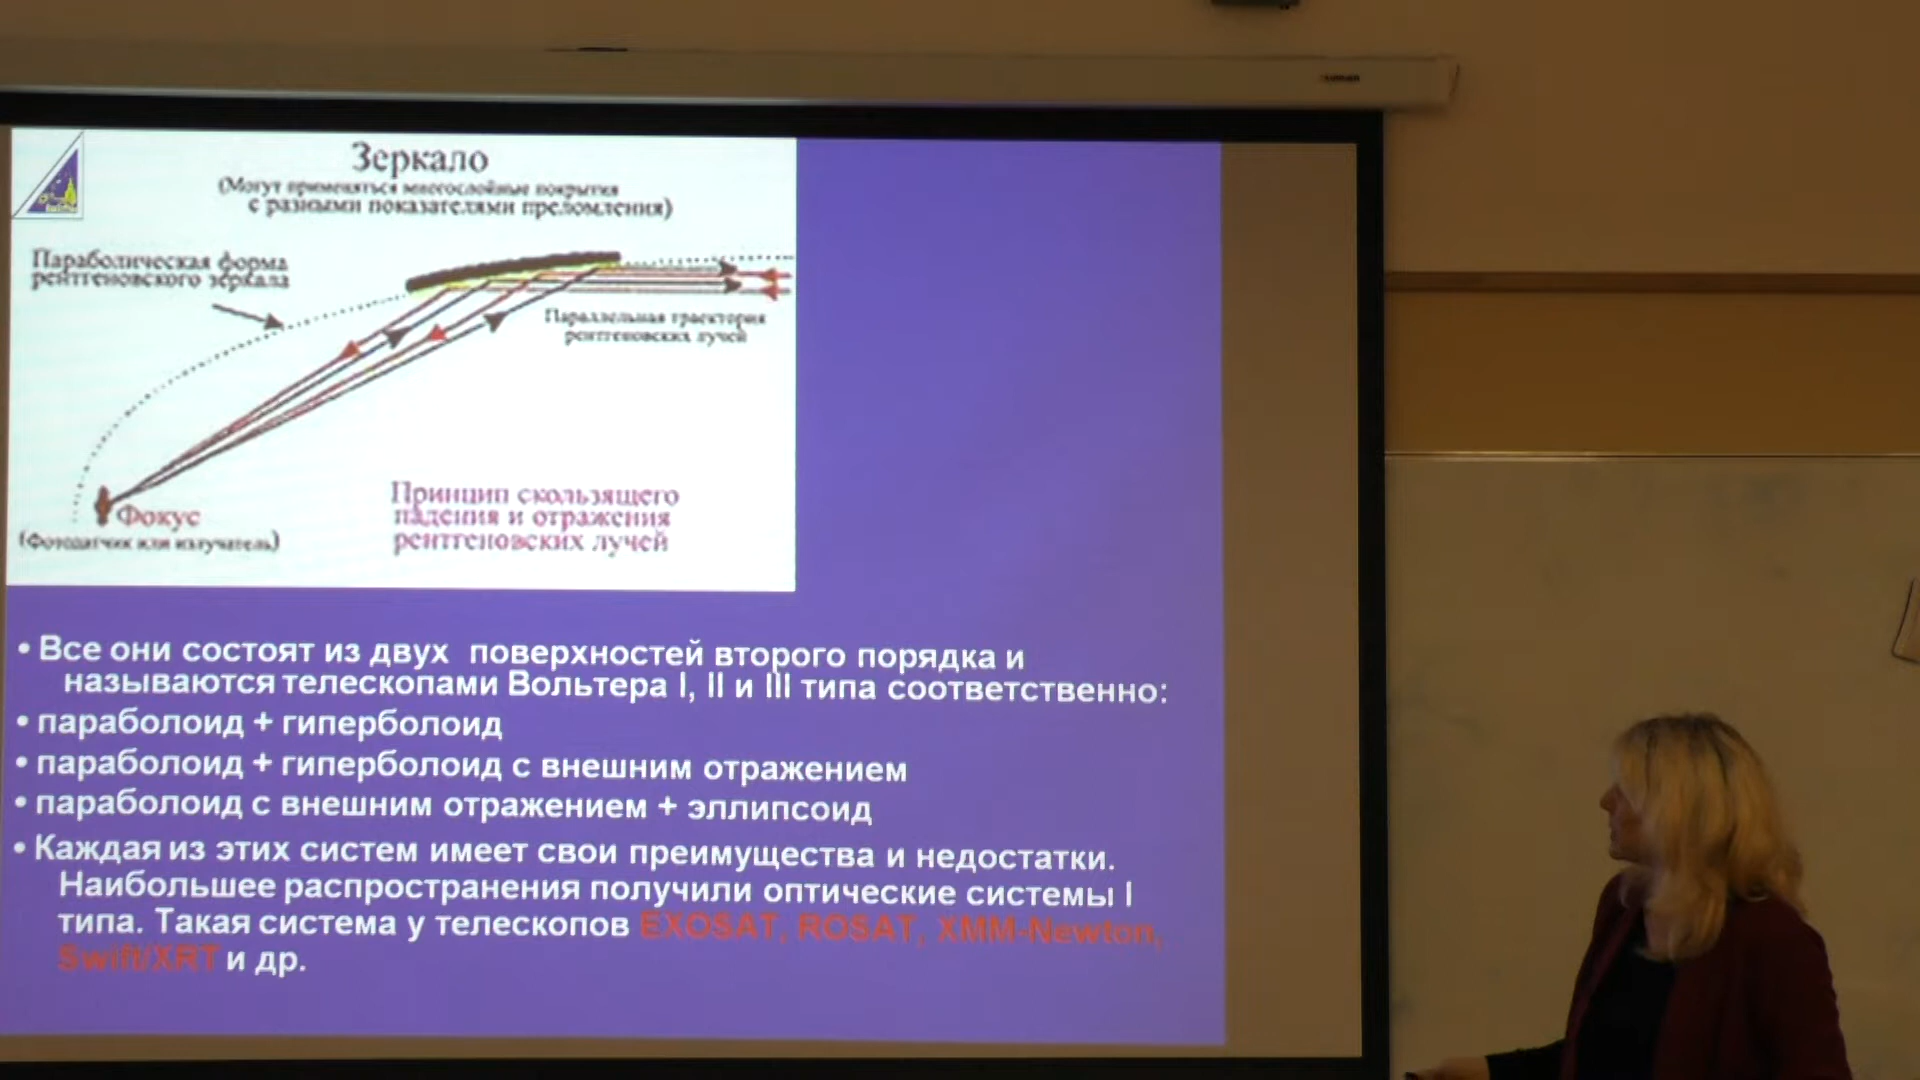 Зеркало
(Могут применяться многослойные покрытия
с разными показателями преломления)
Параболическая форма
рентгеновского зеркала
Параллельная траектория
рентгеновских лучей
Фокус
(Фотодатчик или излучатель)
Принцип скользящего
падения и отражения
рентгеновских лучей
• Все они состоят из двух поверхностей второго порядка и
называются телескопами Вольтера I, II и III типа соответственно:
• параболоид + гиперболоид
• параболоид + гиперболоид с внешним отражением
• параболоид с внешним отражением + эллипсоид
• Каждая из этих систем имеет свои преимущества и недостатки.
Наибольшее распространения получили оптические системы I
типа. Такая система у телескопов EXOSAT, ROSAT, XMM-Newton,
Swift/XRT и др.